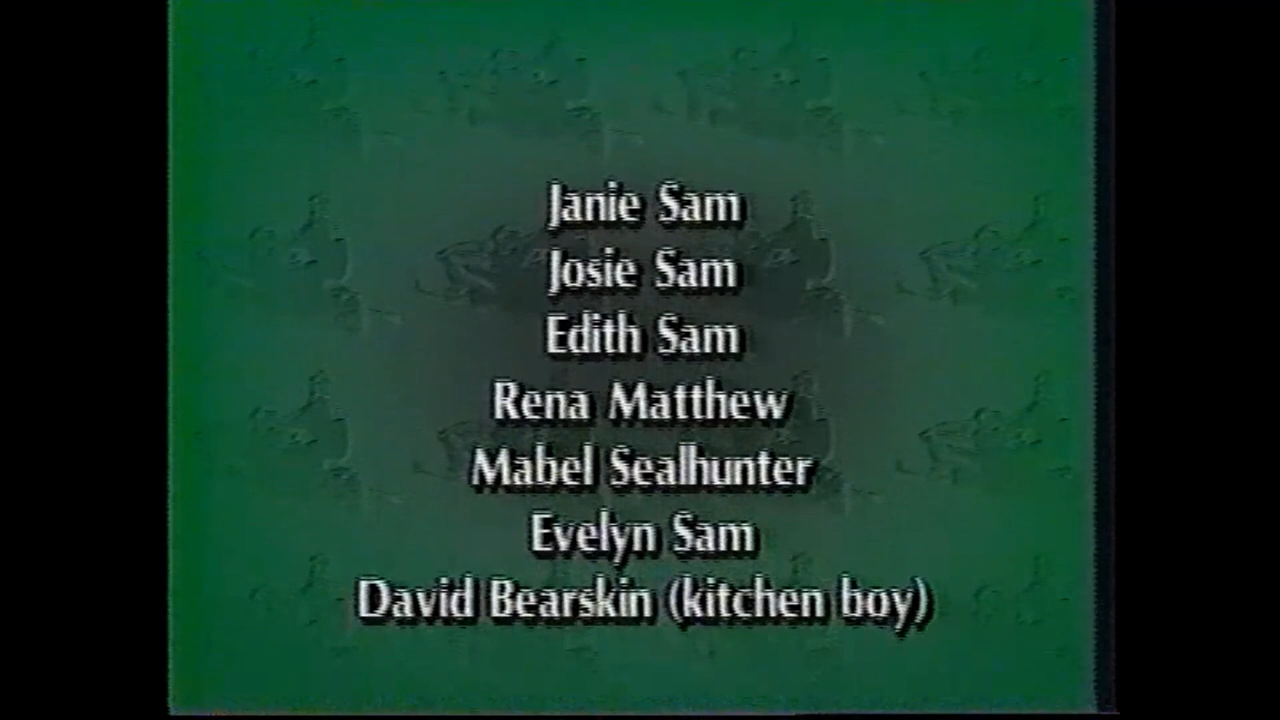 Janie Sam
Josie Sam
Edith Sam
Rena Matthew
Mabel Sealhunter
Evelyn Sam
David Bearskin (kitchen boy)